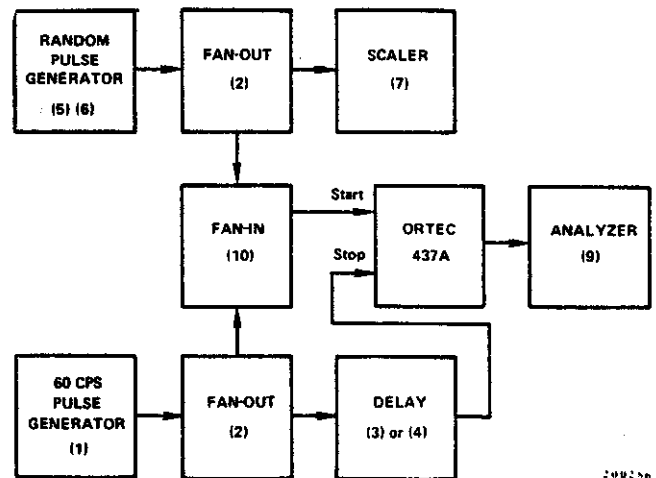 RANDOM
PULSE
GENERATOR
(5) (6)
FAN-OUT
(2)
SCALER
(7)
FAN-IN
(10)
Start
Stop
ORTEC
437A
ANALYZER
(9)
60 CPS
PULSE
GENERATOR
(1)
FAN-OUT
(2)
DELAY
(3) or (4)